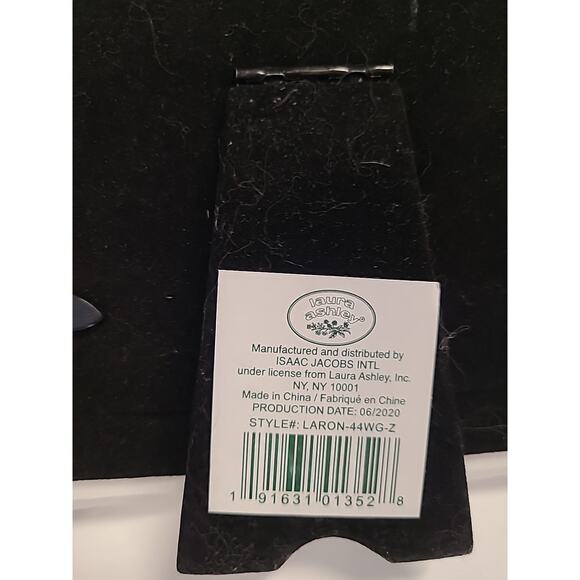 laura
ashley®
Manufactured and distributed by
ISAAC JACOBS INTL
under license from Laura Ashley, Inc.
NY, NY 10001
Made in China / Fabriqué en Chine
PRODUCTION DATE: 06/2020
STYLE#: LARON-44WG-Z
1 91631 01352 8